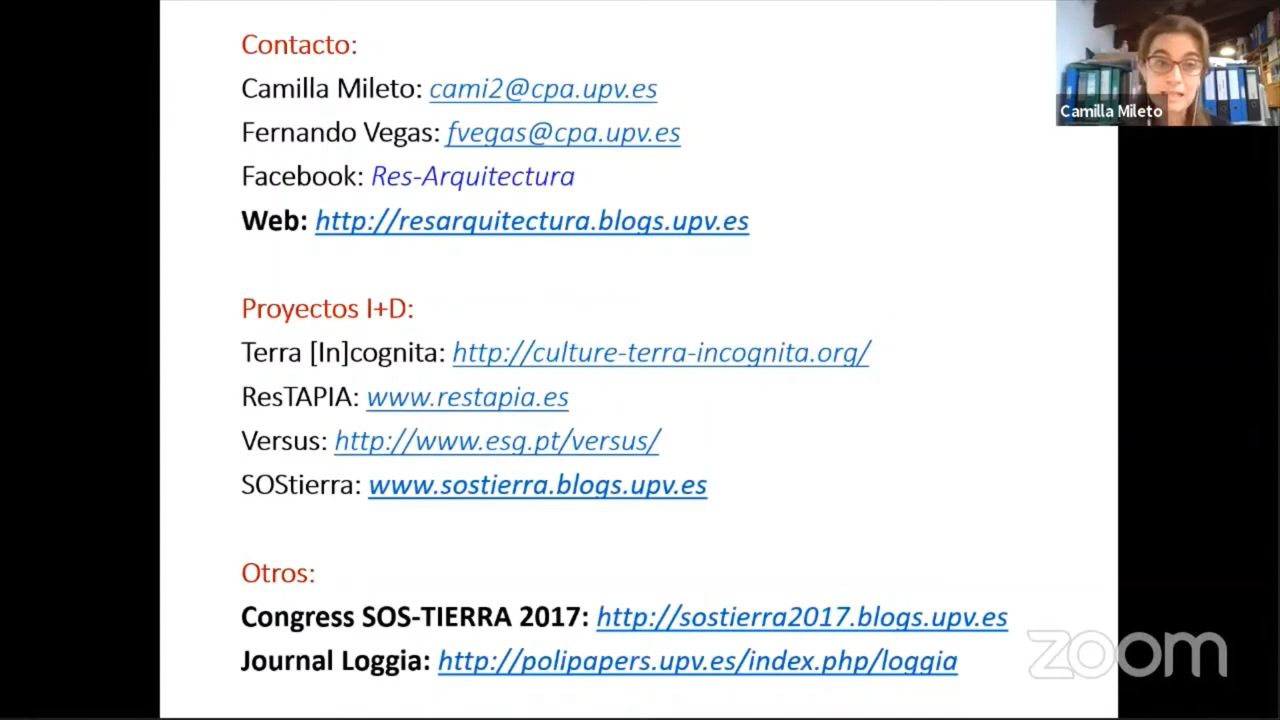 Contacto:
Camilla Mileto: cami2@cpa.upv.es
Fernando Vegas: fvegas@cpa.upv.es
Facebook: Res-Arquitectura
Web: http://resarquitectura.blogs.upv.es
Proyectos I+D:
Terra [In]cognita: http://culture-terra-incognita.org/
ResTAPIA: www.restapia.es
Versus: http://www.esg.pt/versus/
SOStierra: www.sostierra.blogs.upv.es
Otros:
Congress SOS-TIERRA 2017: http://sostierra2017.blogs.upv.es
Journal Loggia: http://polipapers.upv.es/index.php/loggia
Camilla Mileto
zoom